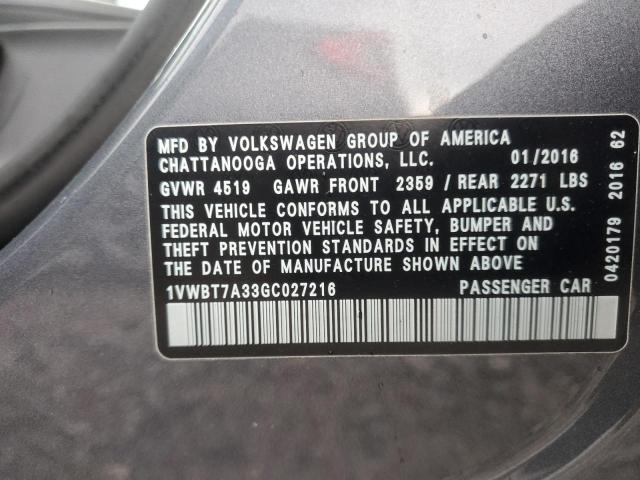 MFD BY VOLKSWAGEN GROUP OF AMERICA
CHATTANOOGA OPERATIONS, LLC. 01/2016
GVWR 4519 GAWR FRONT 2359 / REAR 2271 LBS
THIS VEHICLE CONFORMS TO ALL APPLICABLE U.S.
FEDERAL MOTOR VEHICLE SAFETY, BUMPER AND
THEFT PREVENTION STANDARDS IN EFFECT ON
THE DATE OF MANUFACTURE SHOWN ABOVE
1VWBT7A33GC027216 PASSENGER CAR
0420179 2016 62